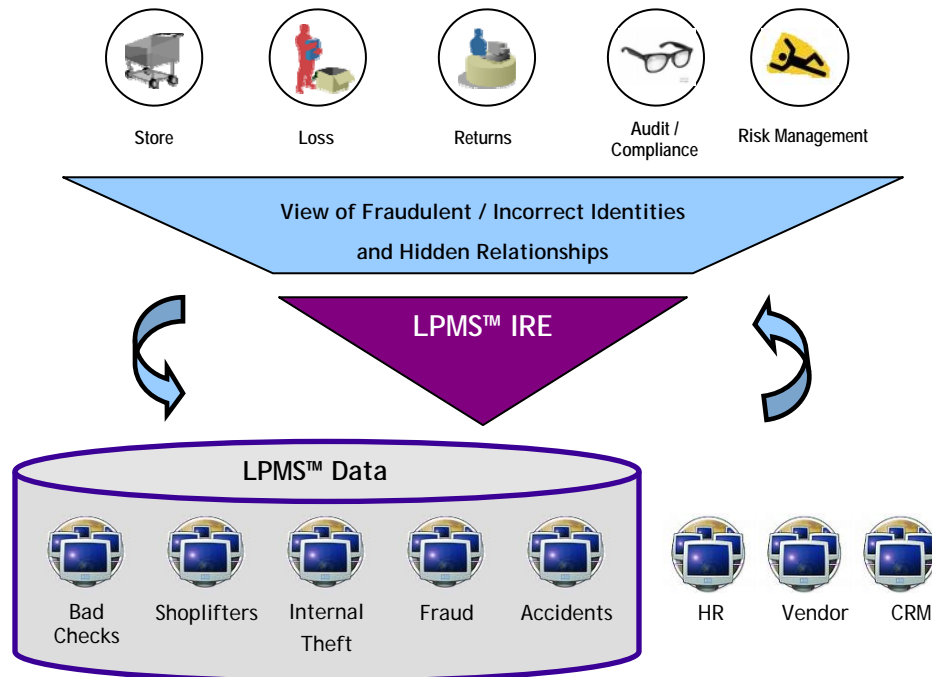 Store
Loss
Returns
Audit /
Compliance
Risk Management
View of Fraudulent / Incorrect Identities
and Hidden Relationships
LPMS™ IRE
LPMS™ Data
Bad
Checks
Shoplifters
Internal
Theft
Fraud
Accidents
HR
Vendor
CRM